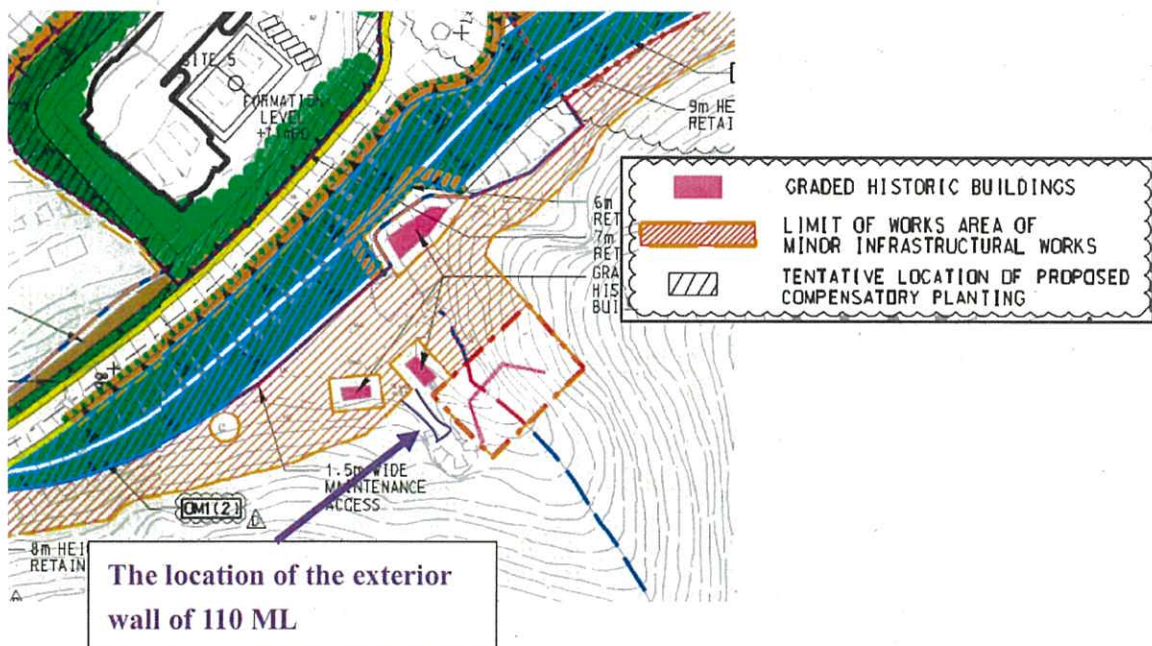 SITE 5
FORMATION
LEVEL
9m HE
RETAI
6m
RET
7m
RET
GRA
HIS
BUI
GRADED HISTORIC BUILDINGS
LIMIT OF WORKS AREA OF
MINOR INFRASTRUCTURAL WORKS
TENTATIVE LOCATION OF PROPOSED
COMPENSATORY PLANTING
1.5m WIDE
MAINTENANCE
ACCESS
DM1(2)
8m HEI
RETAIN
The location of the exterior
wall of 110 ML